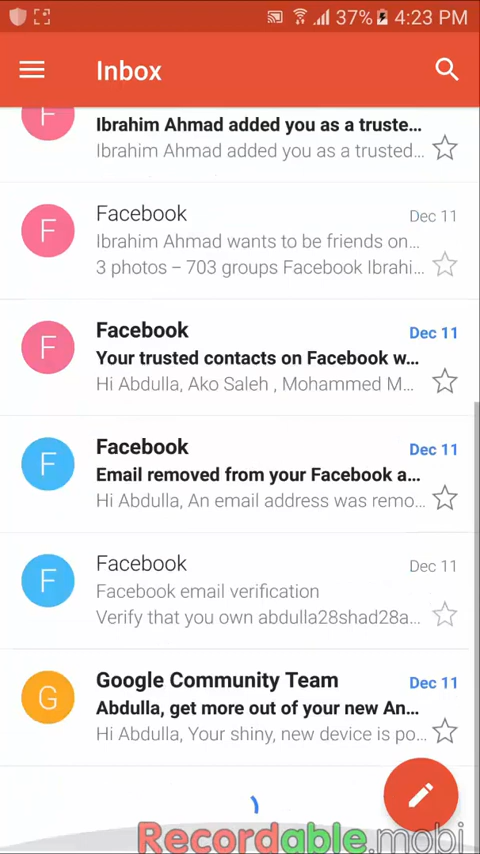 37% 4:23 PM
Inbox
F
Ibrahim Ahmad added you as a truste...
Ibrahim Ahmad added you as a trusted...
F
Facebook
Dec 11
Ibrahim Ahmad wants to be friends on...
3 photos – 703 groups Facebook Ibrahi...
F
Facebook
Dec 11
Your trusted contacts on Facebook w...
Hi Abdulla, Ako Saleh , Mohammed M...
F
Facebook
Dec 11
Email removed from your Facebook a...
Hi Abdulla, An email address was remo...
F
Facebook
Dec 11
Facebook email verification
Verify that you own abdulla28shad28a...
G
Google Community Team
Dec 11
Abdulla, get more out of your new An...
Hi Abdulla, Your shiny, new device is po...
Recordable.mobi